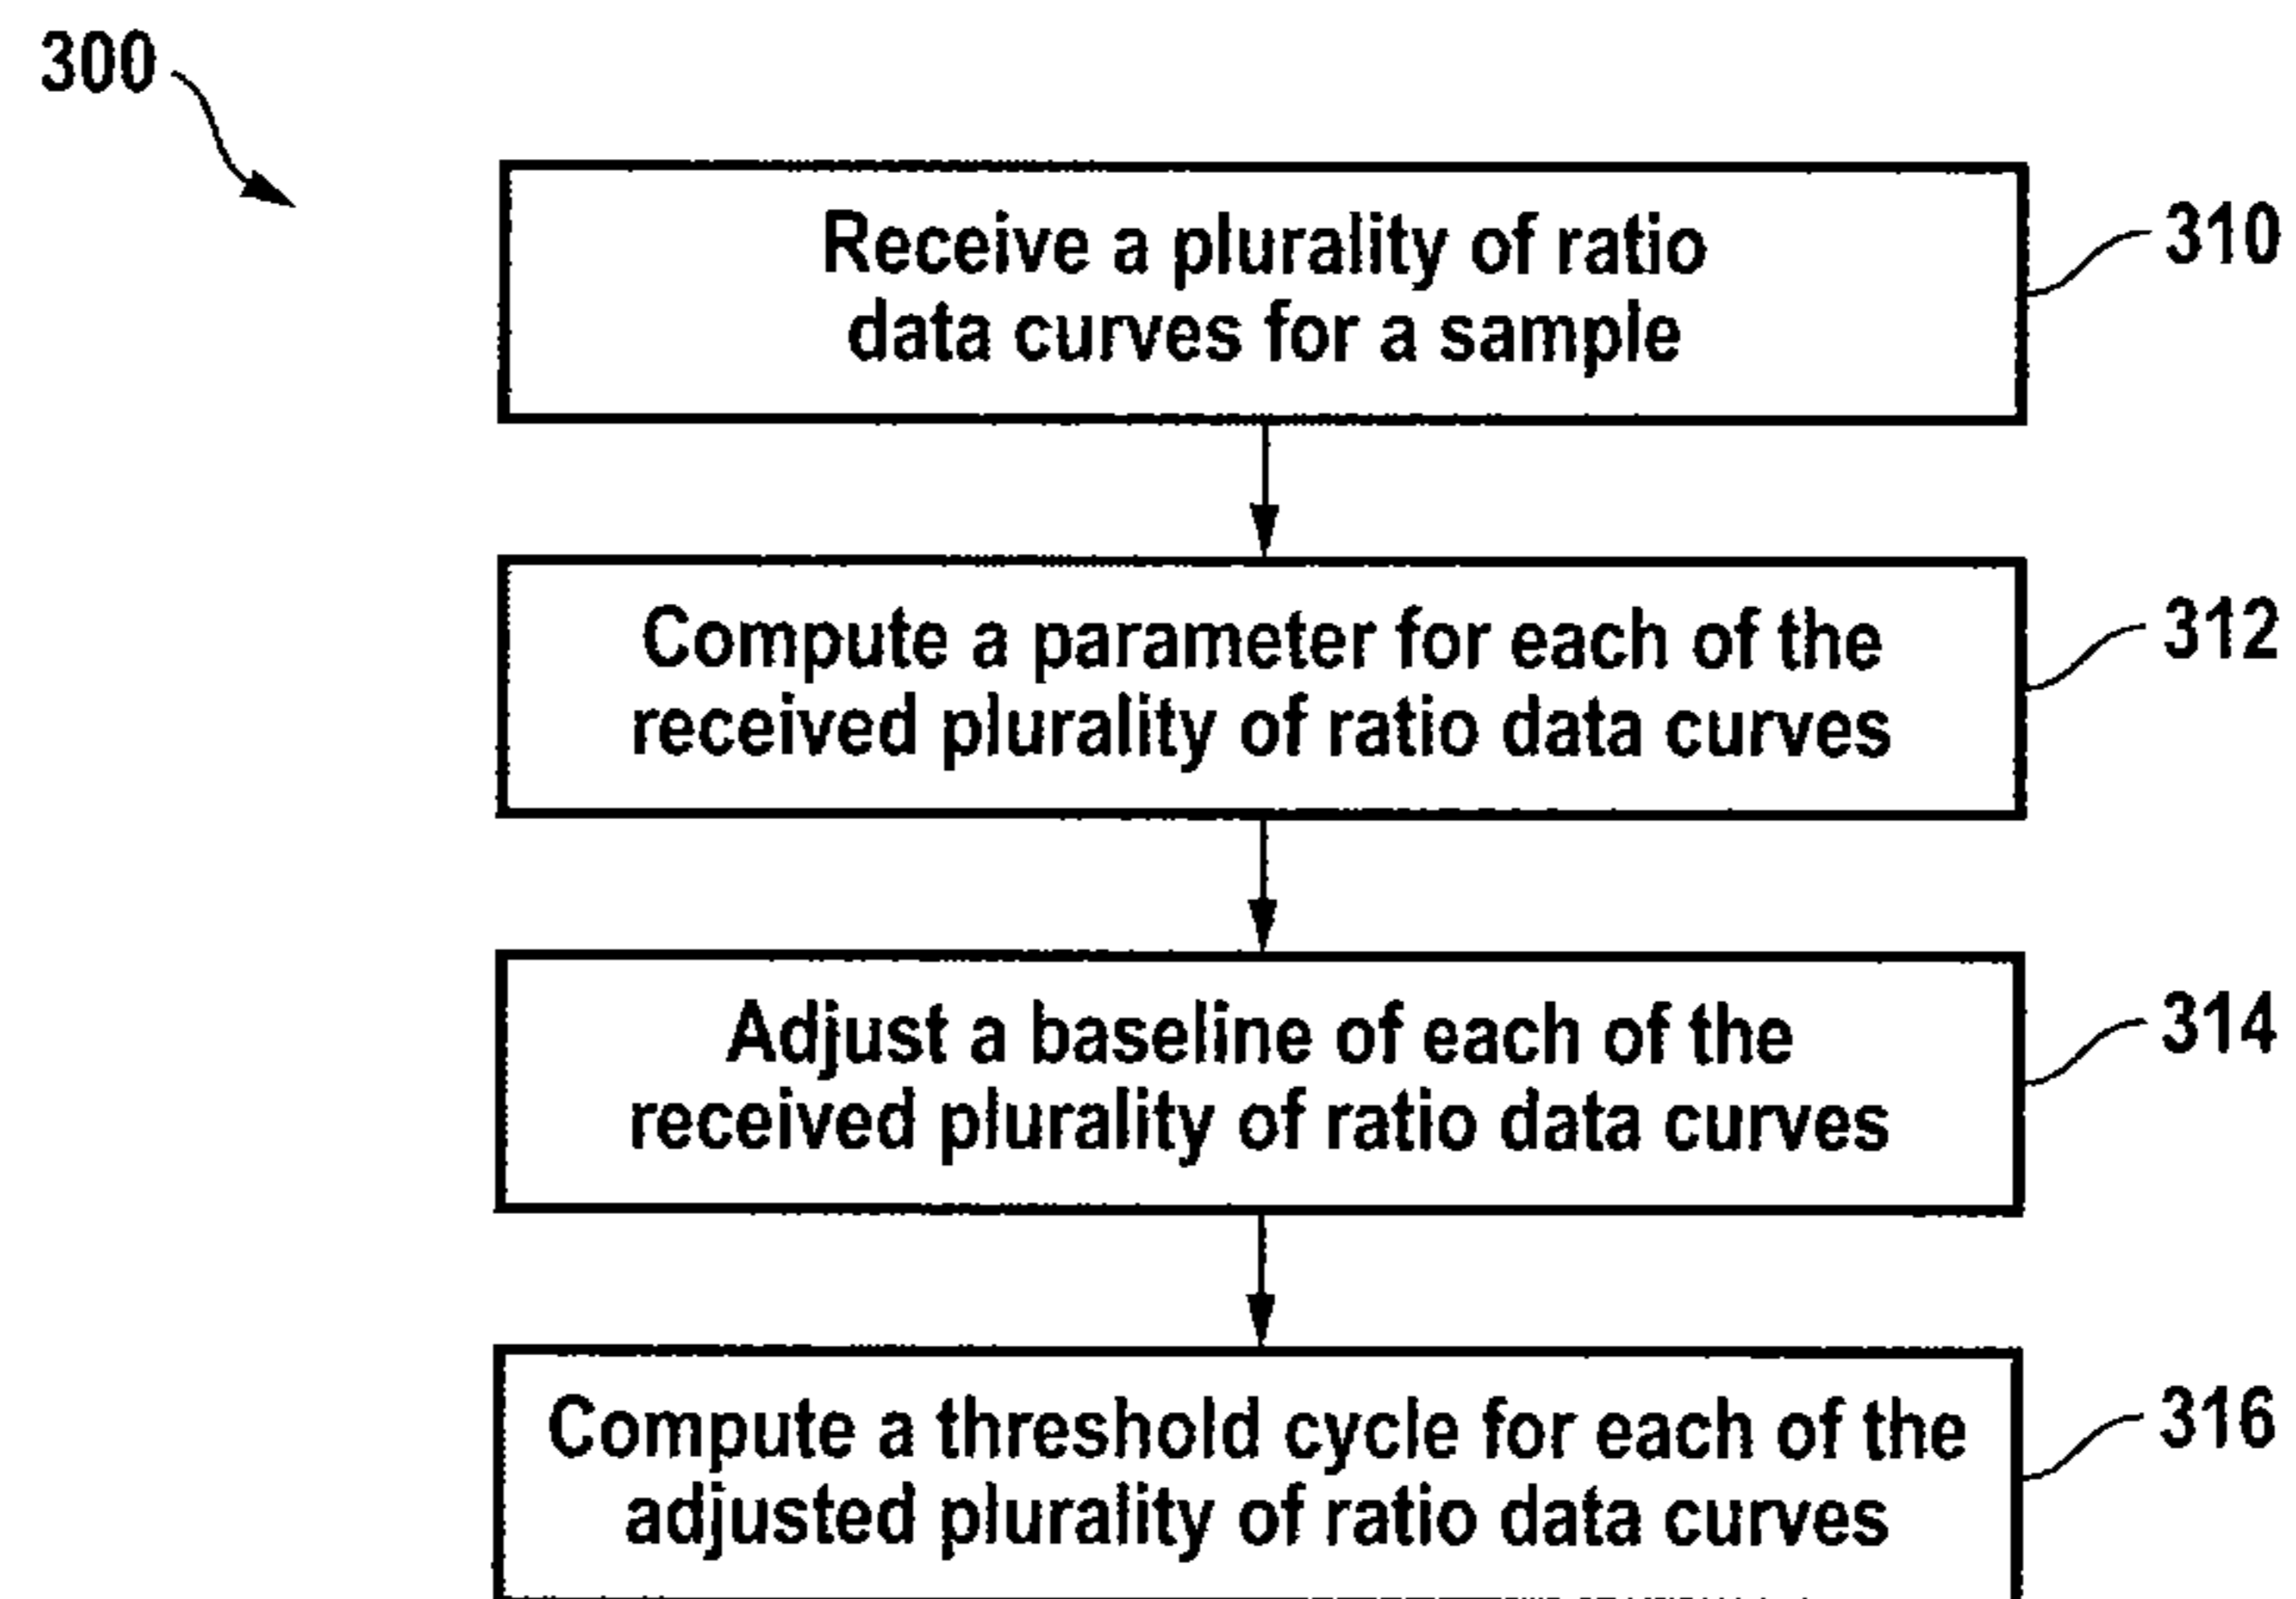 300
Receive a plurality of ratio
data curves for a sample
310
Compute a parameter for each of the
received plurality of ratio data curves
312
Adjust a baseline of each of the
received plurality of ratio data curves
314
Compute a threshold cycle for each of the
adjusted plurality of ratio data curves
316